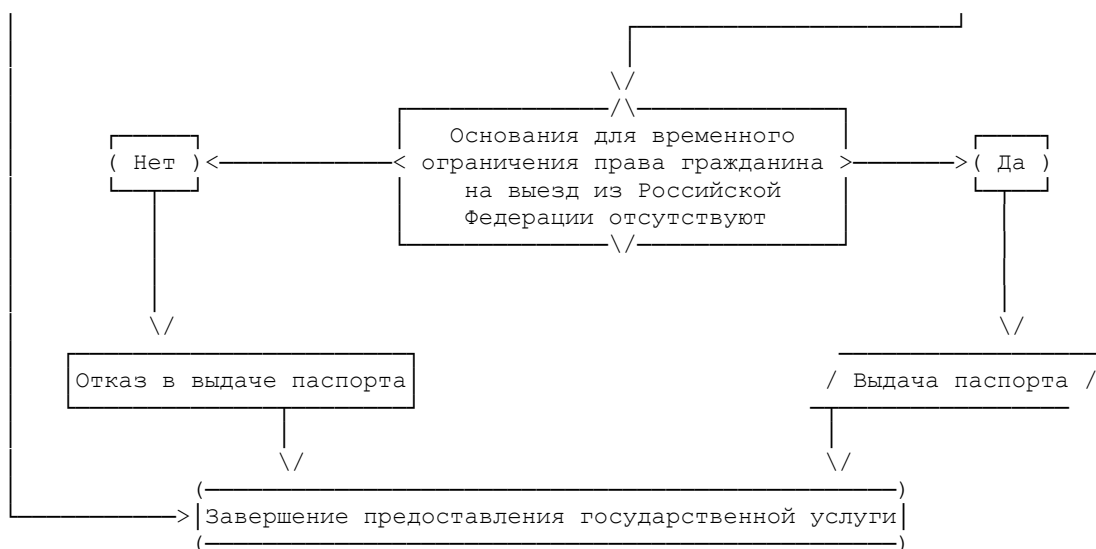 Основания для временного
( Нет )
ограничения права гражданина
( Да )
на выезд из Российской
Федерации отсутствуют
Отказ в выдаче паспорта
/ Выдача паспорта /
Завершение предоставления государственной услуги